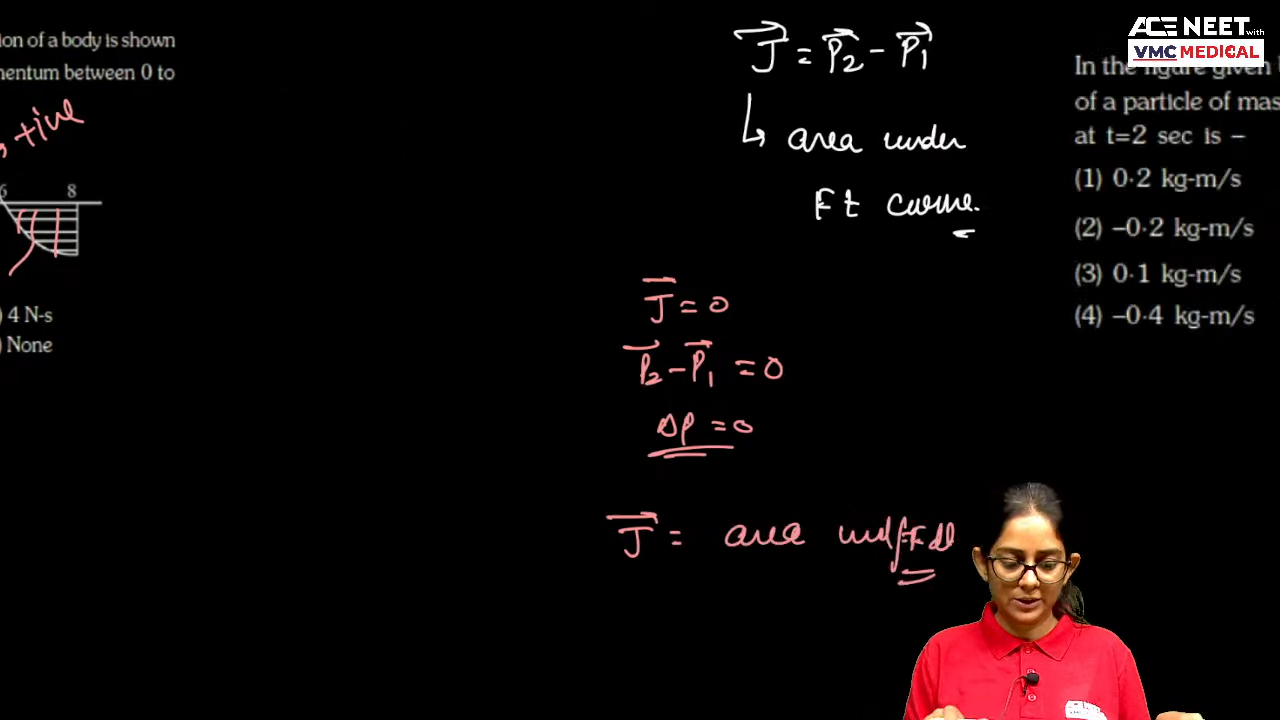 ion of a body is shown
mentum between 0 to
+ive
6 8
) 4 N-s
) None
J = P2 - P1
↳ area under
Ft curve.
J = 0
P2 - P1 = 0
ΔP = 0
J = area
ACE NEET with
VMC MEDICAL
In the figure given
of a particle of mas
at t=2 sec is –
(1) 0·2 kg-m/s
(2) –0·2 kg-m/s
(3) 0·1 kg-m/s
(4) –0·4 kg-m/s